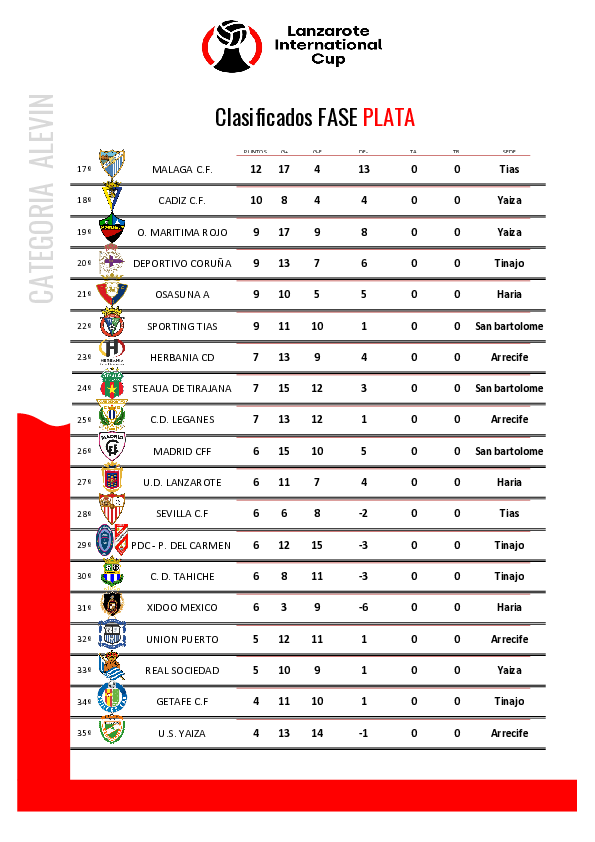 Lanzarote
International
Cup
CATEGORIA ALEVIN
Clasificados FASE PLATA
PUNTOS G+ G-E DE- TA TR SEDE
17º MALAGA C.F. 12 17 4 13 0 0 Tias
18º CADIZ C.F. 10 8 4 4 0 0 Yaiza
19º O. MARITIMA ROJO 9 17 9 8 0 0 Yaiza
20º DEPORTIVO CORUÑA 9 13 7 6 0 0 Tinajo
21º OSASUNA A 9 10 5 5 0 0 Haria
22º SPORTING TIAS 9 11 10 1 0 0 San bartolome
23º HERBANIA CD 7 13 9 4 0 0 Arrecife
24º STEAUA DE TIRAJANA 7 15 12 3 0 0 San bartolome
25º C.D. LEGANES 7 13 12 1 0 0 Arrecife
26º MADRID CFF 6 15 10 5 0 0 San bartolome
27º U.D. LANZAROTE 6 11 7 4 0 0 Haria
28º SEVILLA C.F 6 6 8 -2 0 0 Tias
29º PDC - P. DEL CARMEN 6 12 15 -3 0 0 Tinajo
30º C. D. TAHICHE 6 8 11 -3 0 0 Tinajo
31º XIDOO MEXICO 6 3 9 -6 0 0 Haria
32º UNION PUERTO 5 12 11 1 0 0 Arrecife
33º REAL SOCIEDAD 5 10 9 1 0 0 Yaiza
34º GETAFE C.F 4 11 10 1 0 0 Tinajo
35º U.S. YAIZA 4 13 14 -1 0 0 Arrecife